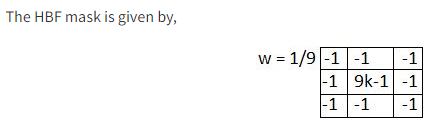 The HBF mask is given by,
w = 1/9 -1 -1 -1
-1 9k-1 -1
-1 -1 -1